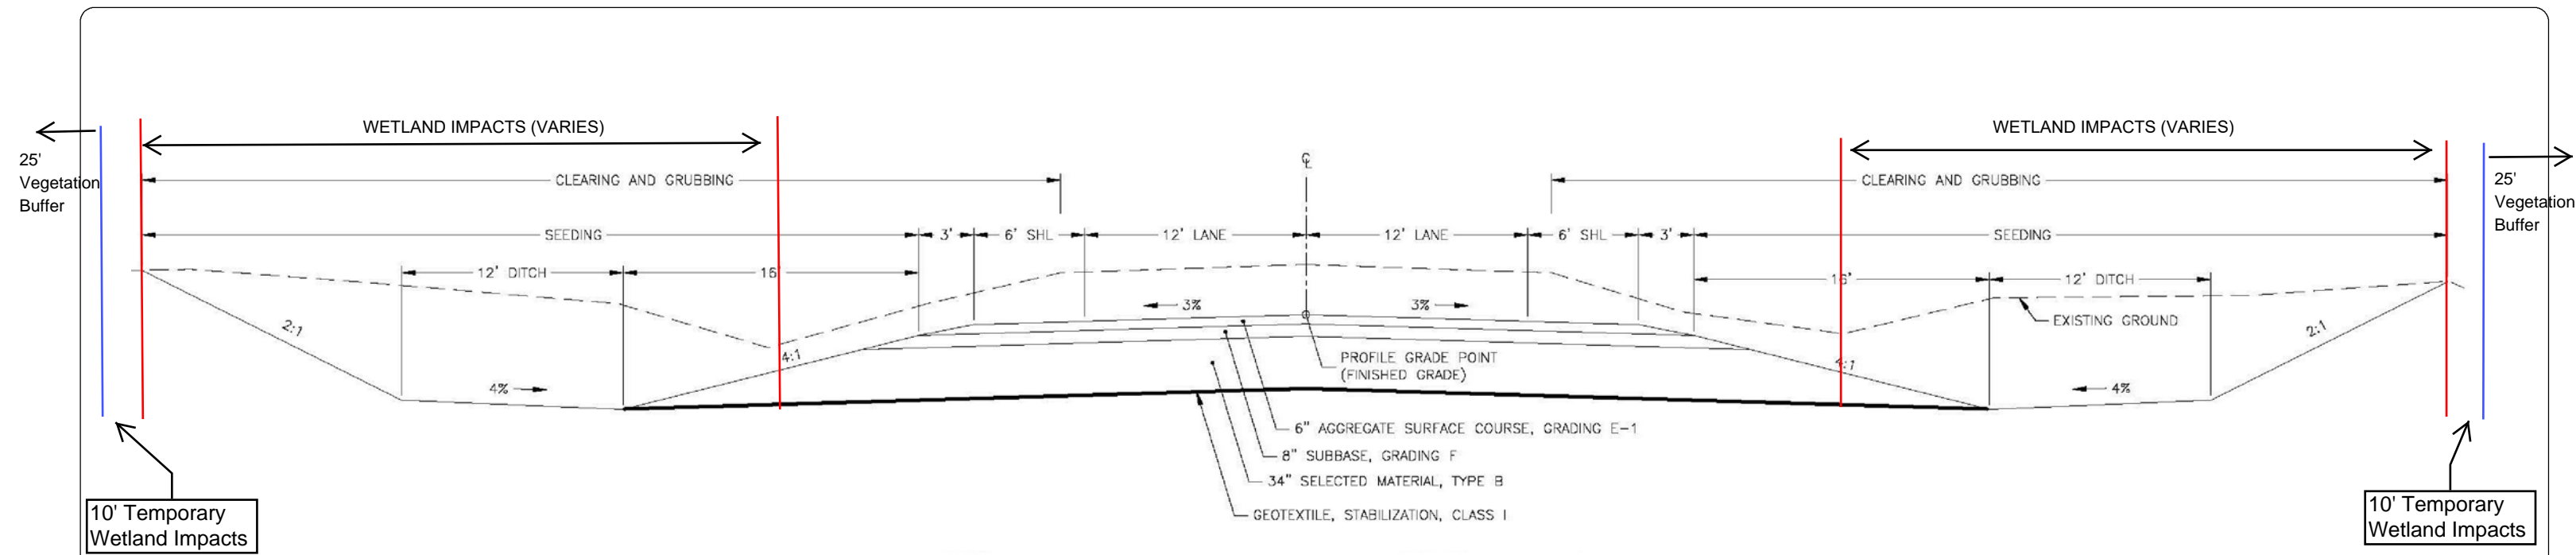 WETLAND IMPACTS (VARIES)
WETLAND IMPACTS (VARIES)
25'
Vegetation
Buffer
CLEARING AND GRUBBING
℄
CLEARING AND GRUBBING
25'
Vegetation
Buffer
SEEDING
3'
6' SHL
12' LANE
12' LANE
6' SHL
3'
SEEDING
12' DITCH
16'
16'
12' DITCH
2:1
3%
3%
EXISTING GROUND
2:1
4:1
PROFILE GRADE POINT
(FINISHED GRADE)
4:1
4%
4%
6" AGGREGATE SURFACE COURSE, GRADING E-1
8" SUBBASE, GRADING F
34" SELECTED MATERIAL, TYPE B
GEOTEXTILE, STABILIZATION, CLASS I
10' Temporary
Wetland Impacts
10' Temporary
Wetland Impacts